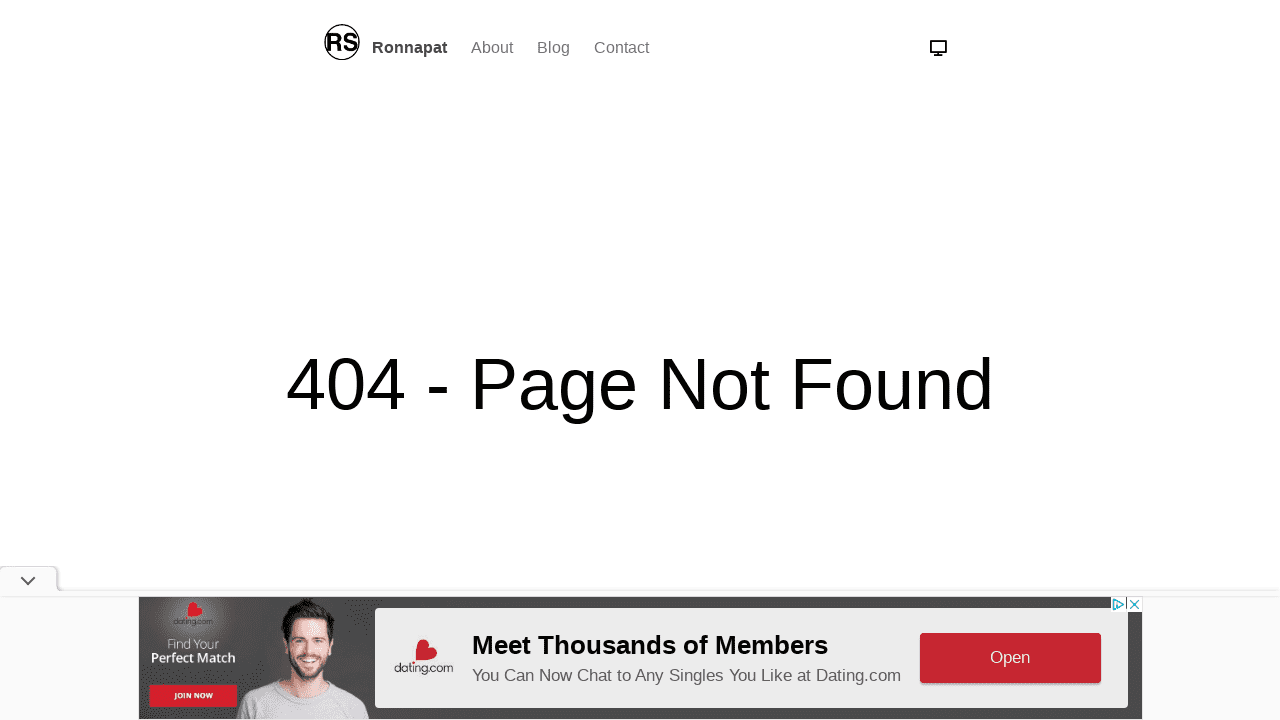 RS Ronnapat About Blog Contact
404 - Page Not Found
dating.com
Find Your
Perfect Match
JOIN NOW
dating.com
Meet Thousands of Members
You Can Now Chat to Any Singles You Like at Dating.com
Open